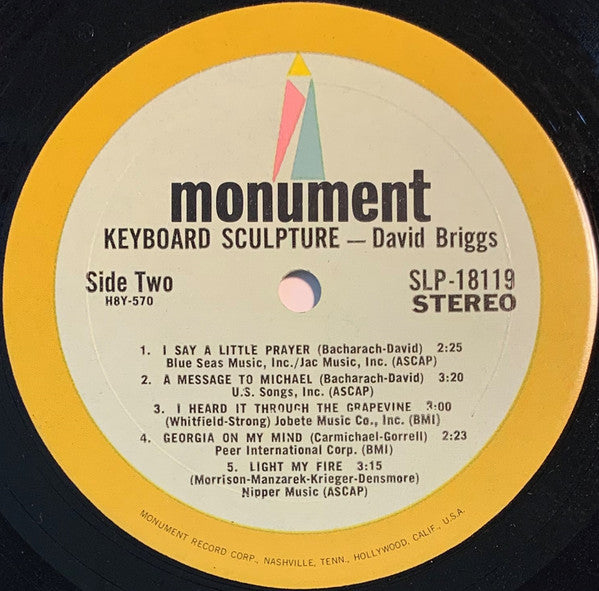 monument
KEYBOARD SCULPTURE — David Briggs
Side Two
H8Y-570
SLP-18119
STEREO
1. I SAY A LITTLE PRAYER (Bacharach-David) 2:25
Blue Seas Music, Inc./Jac Music, Inc. (ASCAP)
2. A MESSAGE TO MICHAEL (Bacharach-David) 3:20
U.S. Songs, Inc. (ASCAP)
3. I HEARD IT THROUGH THE GRAPEVINE 3:00
(Whitfield-Strong) Jobete Music Co., Inc. (BMI)
4. GEORGIA ON MY MIND (Carmichael-Gorrell) 2:23
Peer International Corp. (BMI)
5. LIGHT MY FIRE 3:15
(Morrison-Manzarek-Krieger-Densmore)
Nipper Music (ASCAP)
MONUMENT RECORD CORP., NASHVILLE, TENN., HOLLYWOOD, CALIF., U.S.A.